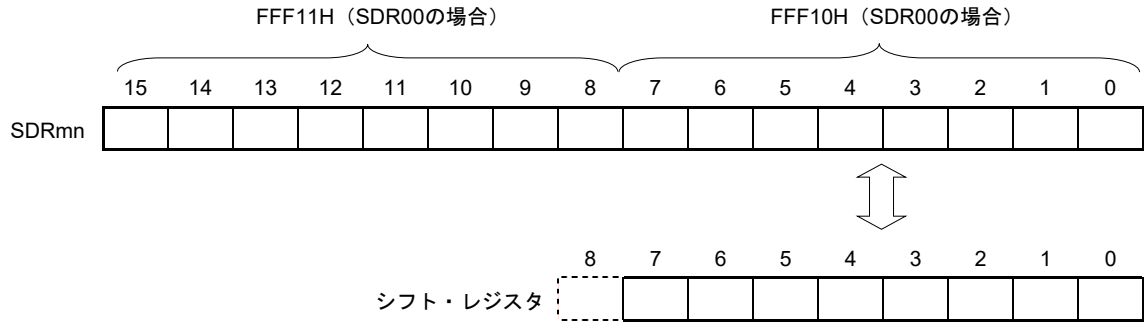 FFF11H（SDR00の場合） FFF10H（SDR00の場合）
15 14 13 12 11 10 9 8 7 6 5 4 3 2 1 0
SDRmn
8 7 6 5 4 3 2 1 0
シフト・レジスタ